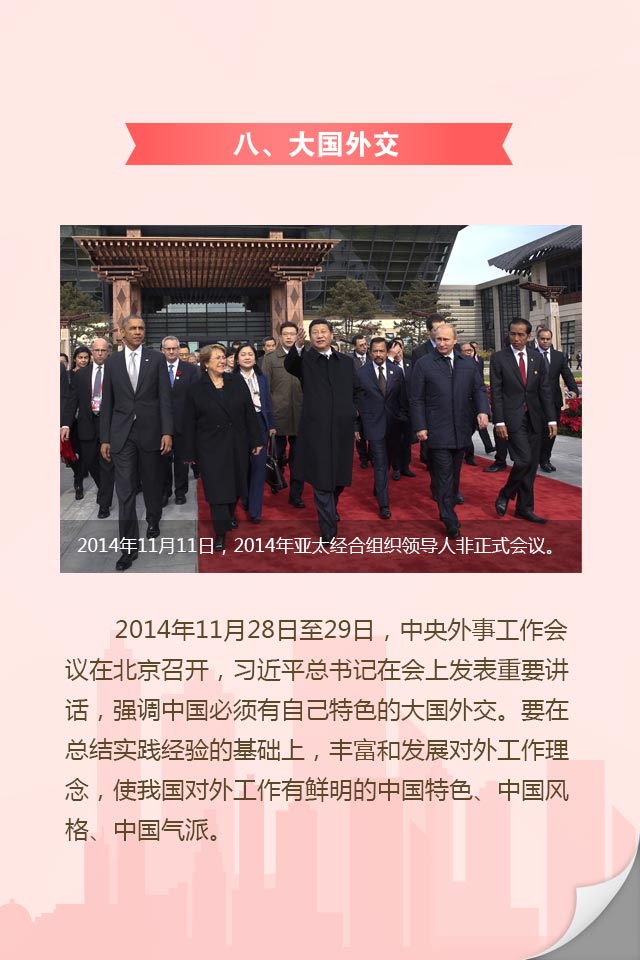 八、大国外交
2014年11月11日，2014年亚太经合组织领导人非正式会议。
2014年11月28日至29日，中央外事工作会
议在北京召开，习近平总书记在会上发表重要讲
话，强调中国必须有自己特色的大国外交。要在
总结实践经验的基础上，丰富和发展对外工作理
念，使我国对外工作有鲜明的中国特色、中国风
格、中国气派。